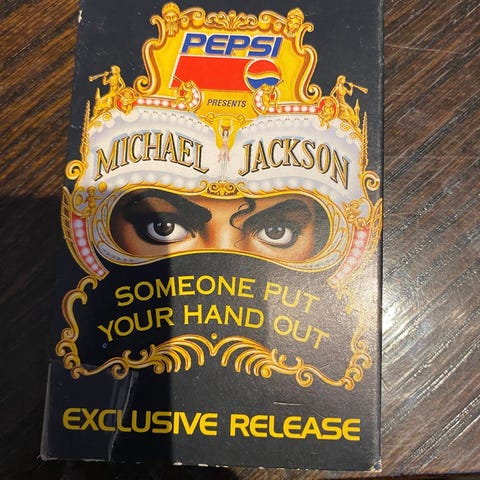 PEPSI
PRESENTS
MICHAEL JACKSON
SOMEONE PUT
YOUR HAND OUT
EXCLUSIVE RELEASE